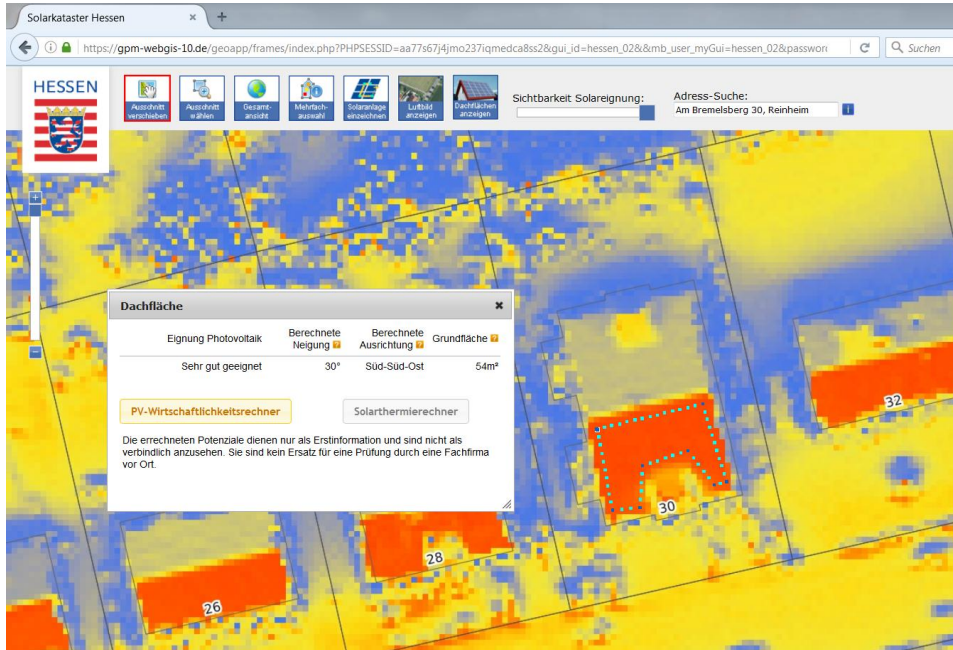 Solarkataster Hessen × +
https://gpm-webgis-10.de/geoapp/frames/index.php?PHPSESSID=aa77s67j4jmo237iqmedca8ss2&gui_id=hessen_02&&mb_user_myGui=hessen_02&passwori
Suchen
HESSEN
Ausschnitt verschieben
Ausschnitt wählen
Gesamt-ansicht
Mehrfach-auswahl
Solaranlage einzeichnen
Luftbild anzeigen
Dachflächen anzeigen
Sichtbarkeit Solareignung:
Adress-Suche:
Am Bremelsberg 30, Reinheim
i
Dachfläche
Eignung Photovoltaik
Berechnete Neigung ?
Berechnete Ausrichtung ?
Grundfläche ?
Sehr gut geeignet 30° Süd-Süd-Ost 54m²
PV-Wirtschaftlichkeitsrechner
Solarthermierechner
Die errechneten Potenziale dienen nur als Erstinformation und sind nicht als
verbindlich anzusehen. Sie sind kein Ersatz für eine Prüfung durch eine Fachfirma
vor Ort.
32
30
28
26